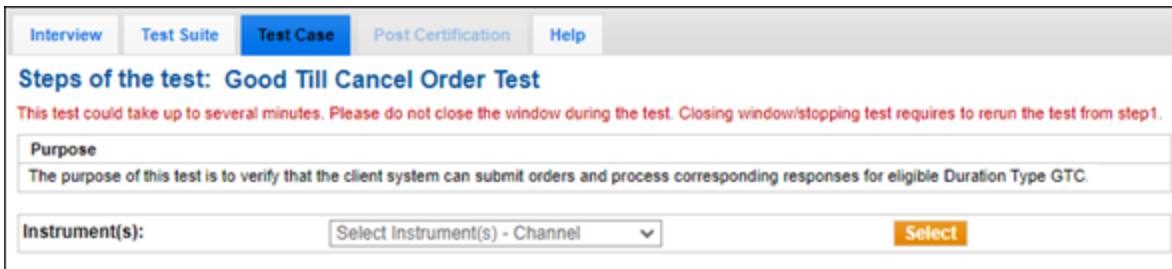 Interview Test Suite Test Case Post Certification Help
Steps of the test: Good Till Cancel Order Test
This test could take up to several minutes. Please do not close the window during the test. Closing window/stopping test requires to rerun the test from step1.
Purpose
The purpose of this test is to verify that the client system can submit orders and process corresponding responses for eligible Duration Type GTC.
Instrument(s): Select Instrument(s) - Channel Select